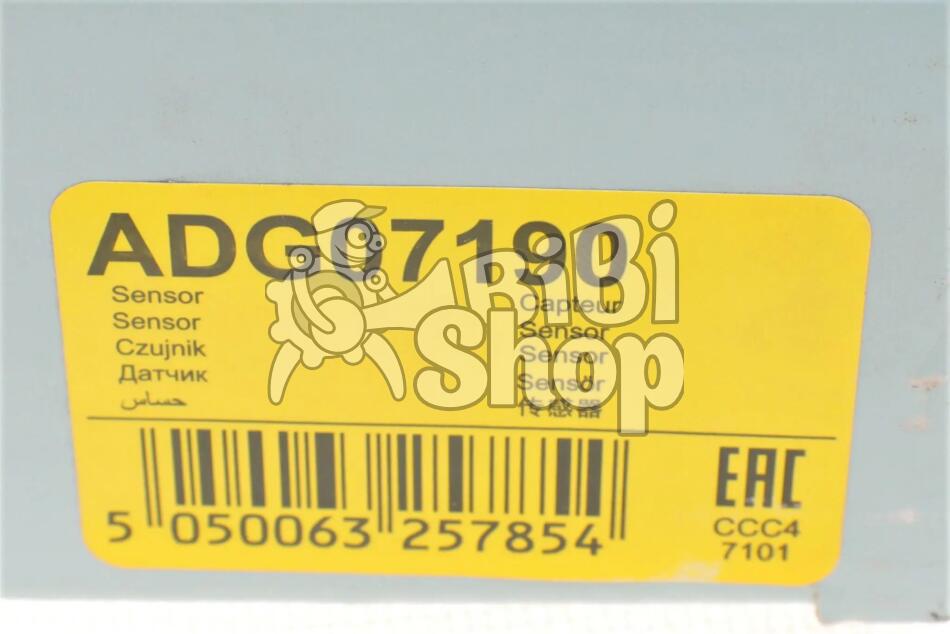 ADG07190
Sensor
Sensor
Czujnik
Датчик
حساس
Capteur
Sensor
Sensor
Sensor
传感器
5 050063 257854
EAC
CCC4
7101
RiBi
Shop